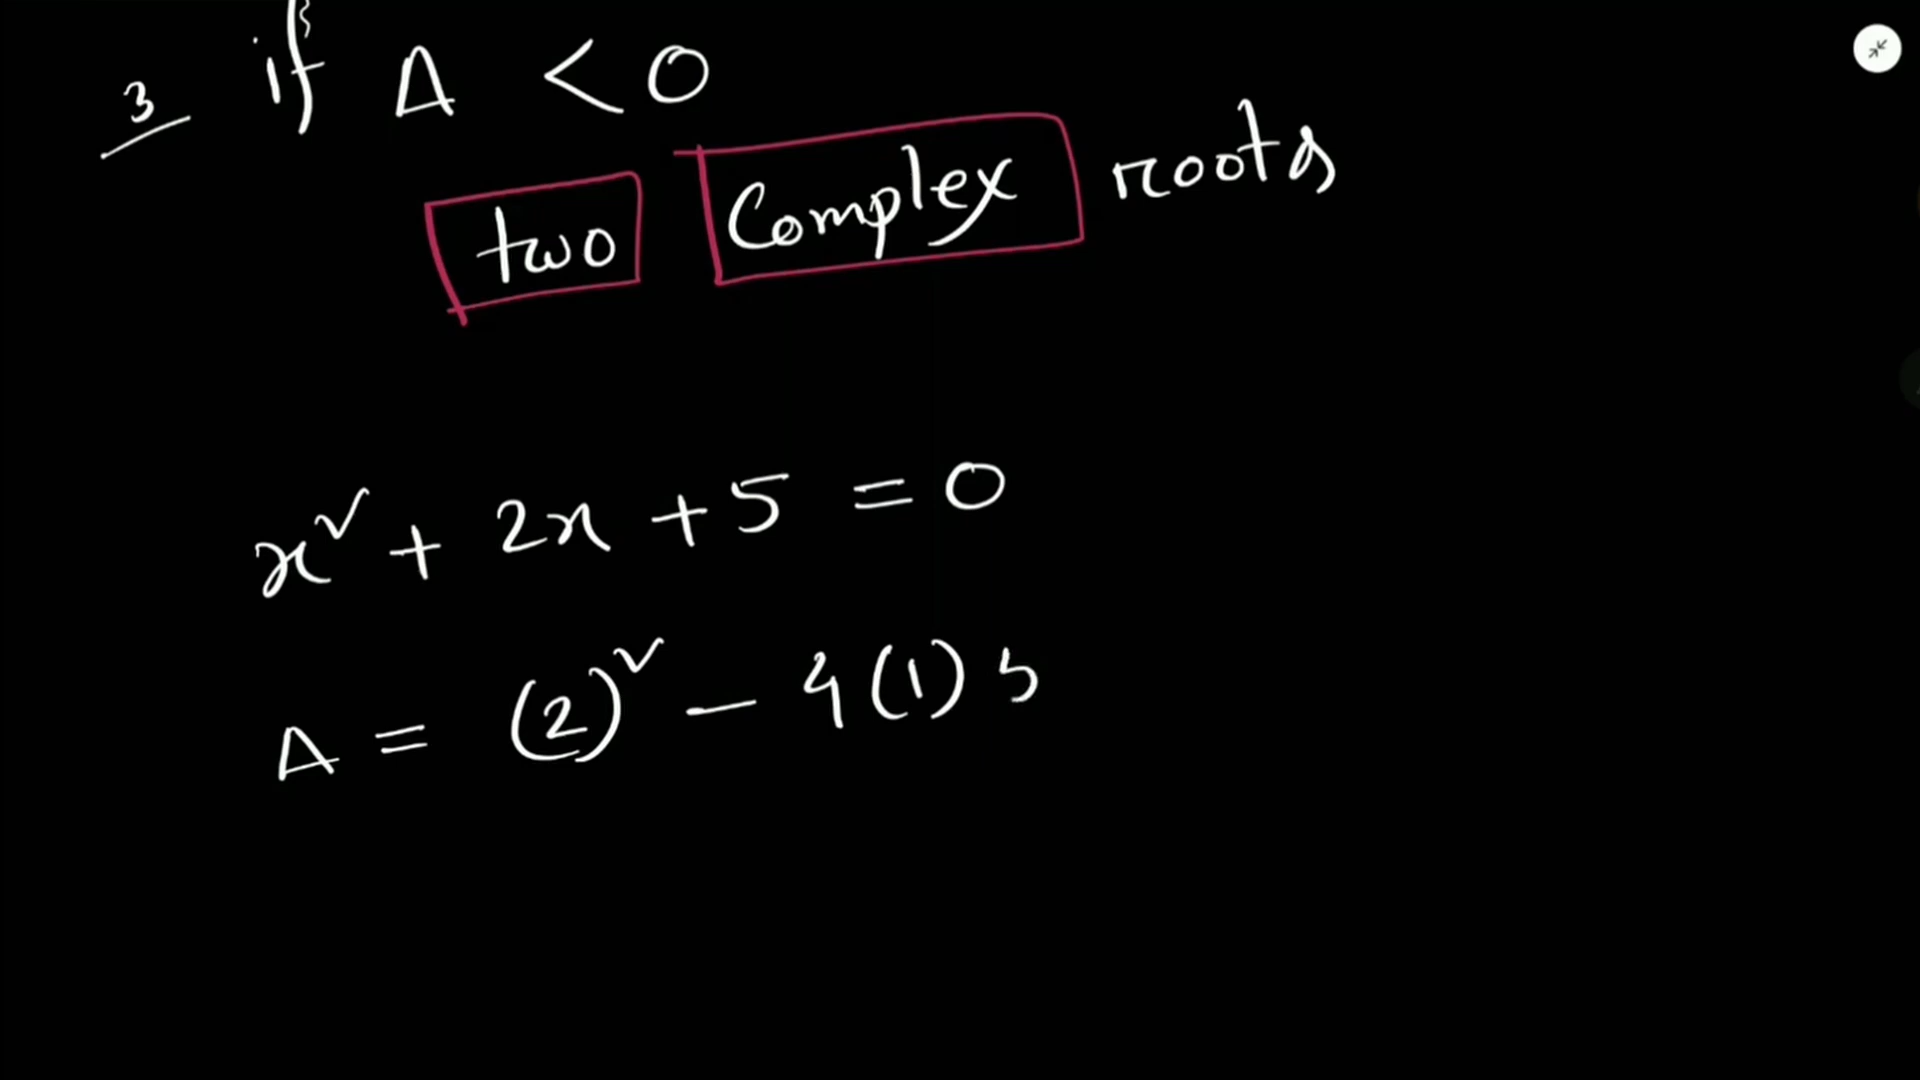 3 if Δ < 0
two Complex roots
x² + 2x + 5 = 0
Δ = (2)² - 4(1)5